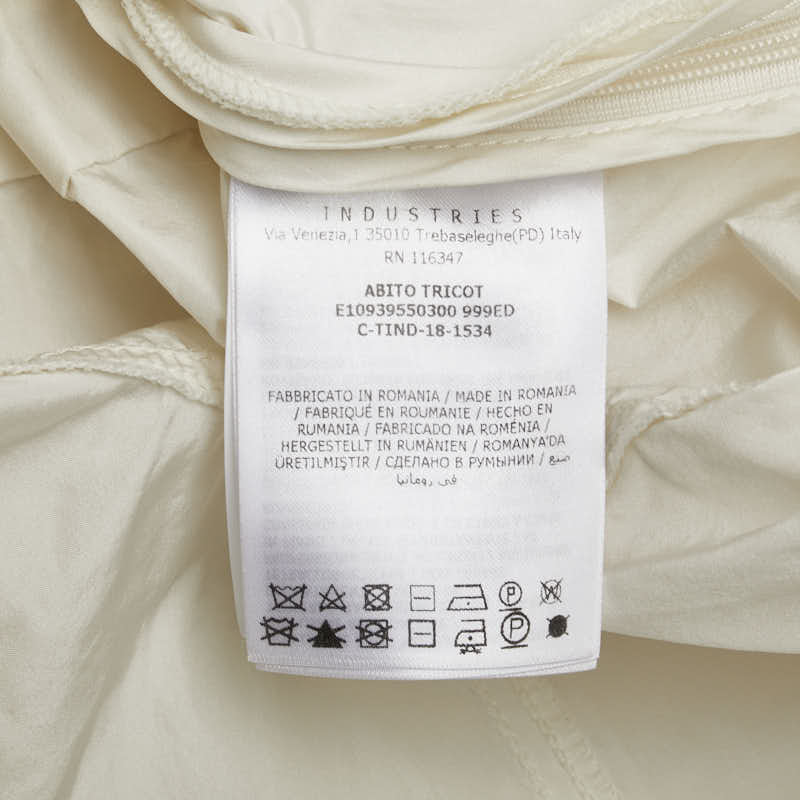 INDUSTRIES
Via Venezia,1 35010 Trebaseleghe(PD) Italy
RN 116347
ABITO TRICOT
E10939550300 999ED
C-TIND-18-1534
FABBRICATO IN ROMANIA / MADE IN ROMANIA
/ FABRIQUÉ EN ROUMANIE / HECHO EN
RUMANIA / FABRICADO NA ROMÉNIA /
HERGESTELLT IN RUMÄNIEN / ROMANYA'DA
ÜRETILMIŞTIR / СДЕЛАНО В РУМЫНИИ / صنع
في رومانيا
P W
P